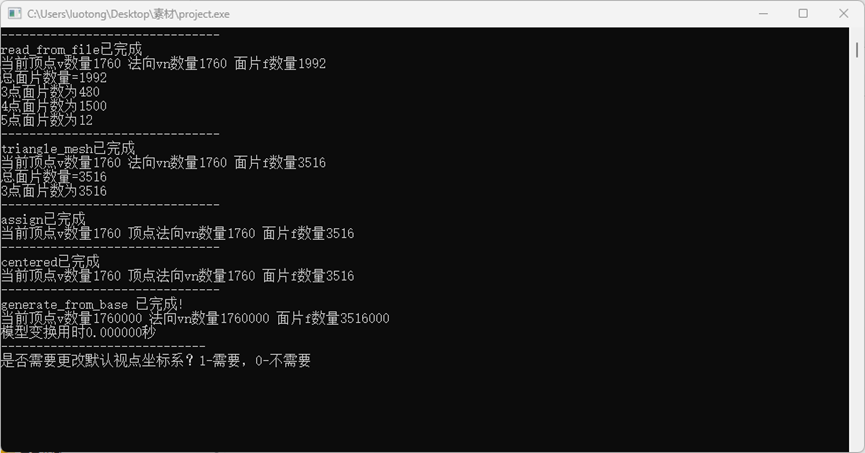 C:\Users\luotong\Desktop\素材\project.exe
-------------------------------
read_from_file已完成
当前顶点v数量1760 法向vn数量1760 面片f数量1992
总面片数量=1992
3点面片数为480
4点面片数为1500
5点面片数为12
-------------------------------
triangle_mesh已完成
当前顶点v数量1760 法向vn数量1760 面片f数量3516
总面片数量=3516
3点面片数为3516
-------------------------------
assign已完成
当前顶点v数量1760 顶点法向vn数量1760 面片f数量3516
-------------------------------
centered已完成
当前顶点v数量1760 顶点法向vn数量1760 面片f数量3516
-------------------------------
generate_from_base 已完成!
当前顶点v数量1760000 法向vn数量1760000 面片f数量3516000
模型变换用时0.000000秒
-----------------------------
是否需要更改默认视点坐标系？1-需要，0-不需要